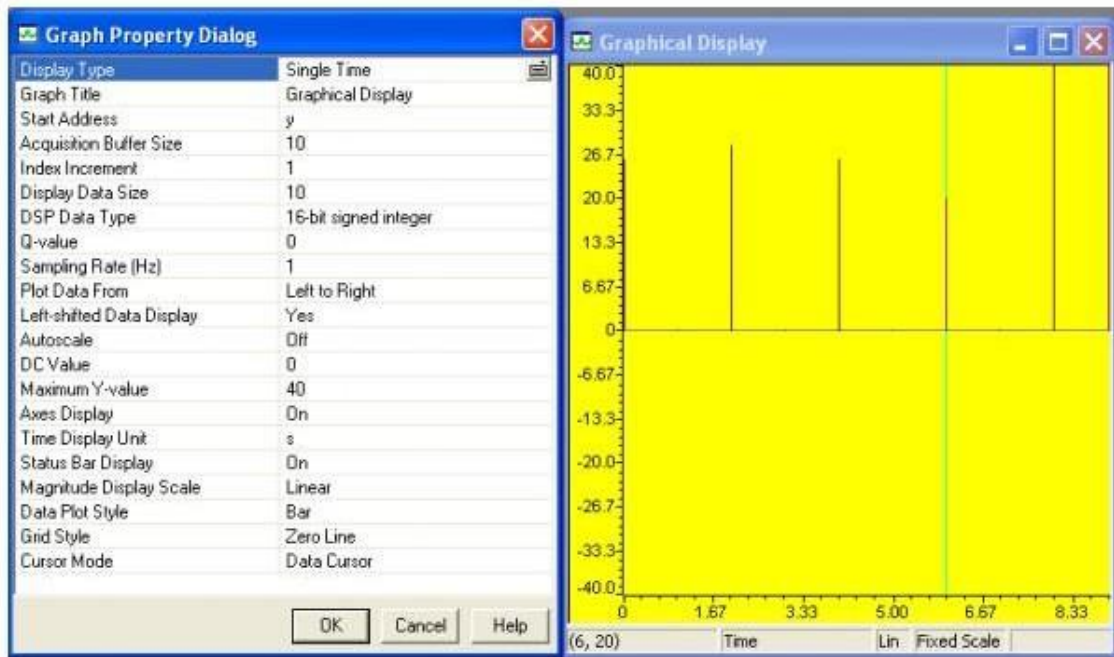 Graph Property Dialog
Display Type Single Time
Graph Title Graphical Display
Start Address y
Acquisition Buffer Size 10
Index Increment 1
Display Data Size 10
DSP Data Type 16-bit signed integer
Q-value 0
Sampling Rate (Hz) 1
Plot Data From Left to Right
Left-shifted Data Display Yes
Autoscale Off
DC Value 0
Maximum Y-value 40
Axes Display On
Time Display Unit s
Status Bar Display On
Magnitude Display Scale Linear
Data Plot Style Bar
Grid Style Zero Line
Cursor Mode Data Cursor
OK Cancel Help
Graphical Display
40.0
33.3
26.7
20.0
13.3
6.67
0
-6.67
-13.3
-20.0
-26.7
-33.3
-40.0
0 1.67 3.33 5.00 6.67 8.33
(6, 20) Time Lin Fixed Scale